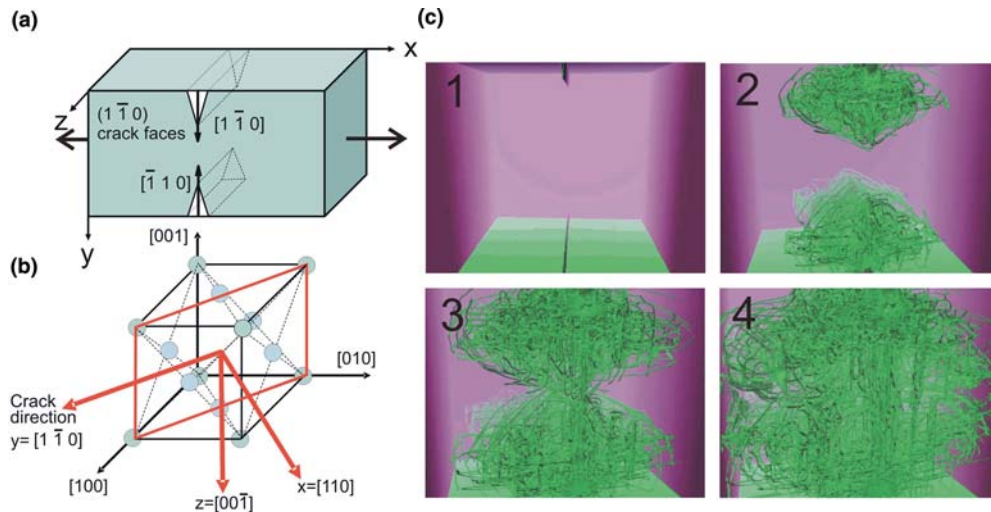 (a)
x
z
(1 1̅ 0)
crack faces
[1 1̅ 0]
[1̅ 1 0]
y
(b)
[001]
[010]
Crack
direction
y= [1 1̅ 0]
[100]
z=[001̅]
x=[110]
(c)
1
2
3
4